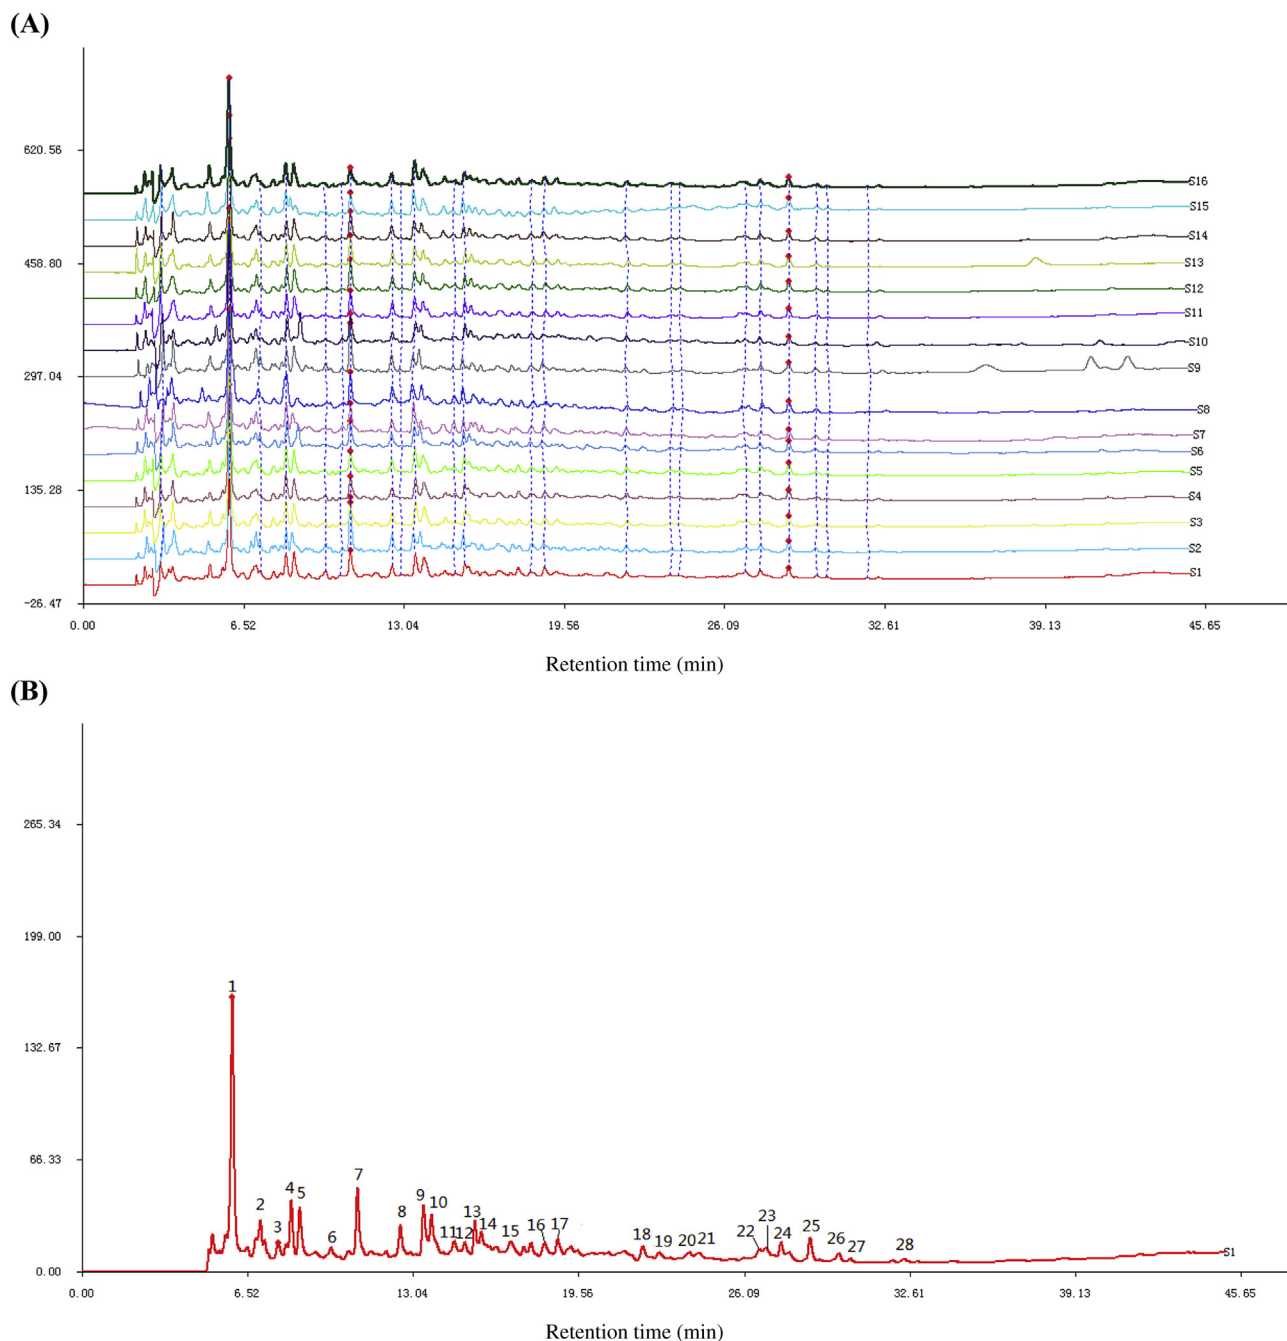 (A)
620.56
458.80
297.04
135.28
-26.47
S16
S15
S14
S13
S12
S11
S10
S9
S8
S7
S6
S5
S4
S3
S2
S1
0.00 6.52 13.04 19.56 26.09 32.61 39.13 45.65
Retention time (min)
(B)
265.34
199.00
132.67
66.33
0.00
1 2 3 4 5 6 7 8 9 10 11 12 13 14 15 16 17 18 19 20 21 22 23 24 25 26 27 28
S1
0.00 6.52 13.04 19.56 26.09 32.61 39.13 45.65
Retention time (min)